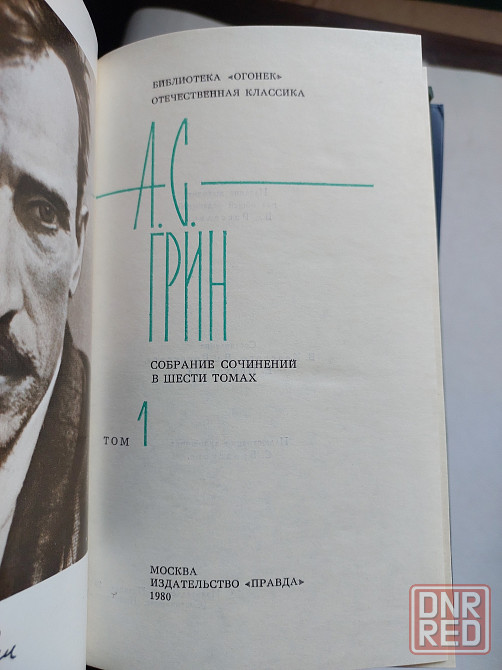 БИБЛИОТЕКА «ОГОНЕК»
ОТЕЧЕСТВЕННАЯ КЛАССИКА
А. С.
ГРИН
СОБРАНИЕ СОЧИНЕНИЙ
В ШЕСТИ ТОМАХ
ТОМ 1
МОСКВА
ИЗДАТЕЛЬСТВО «ПРАВДА»
1980
DNR
RED